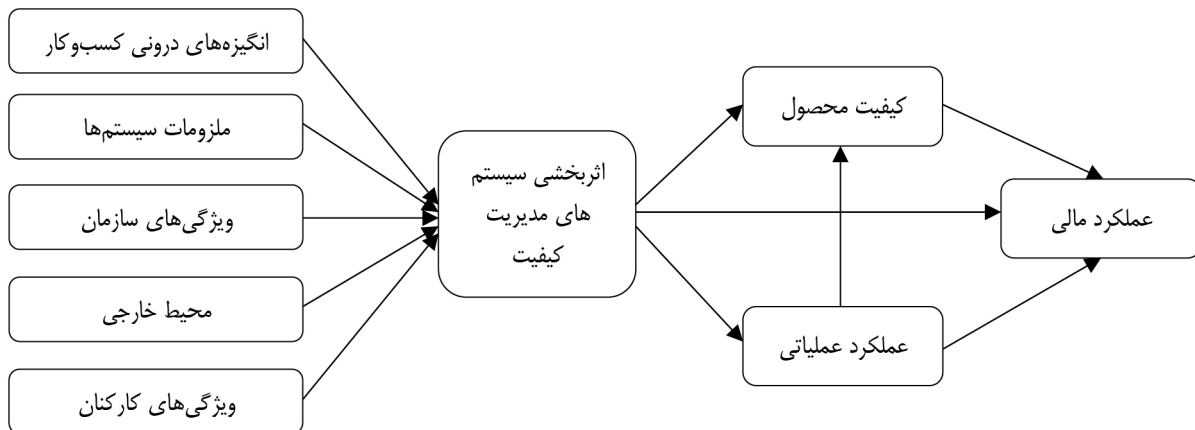 انگیزه‌های درونی کسب‌وکار
ملزومات سیستم‌ها
ویژگی‌های سازمان
محیط خارجی
ویژگی‌های کارکنان
اثربخشی سیستم
های مدیریت
کیفیت
کیفیت محصول
عملکرد عملیاتی
عملکرد مالی